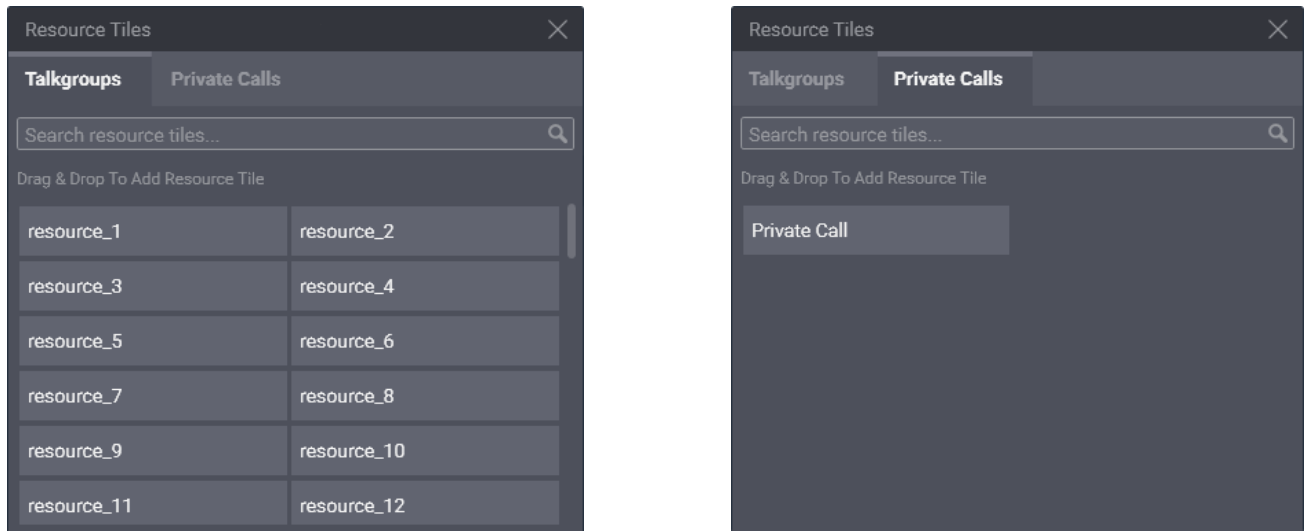 Resource Tiles
Talkgroups Private Calls
Search resource tiles...
Drag & Drop To Add Resource Tile
resource_1 resource_2
resource_3 resource_4
resource_5 resource_6
resource_7 resource_8
resource_9 resource_10
resource_11 resource_12
Resource Tiles
Talkgroups Private Calls
Search resource tiles...
Drag & Drop To Add Resource Tile
Private Call